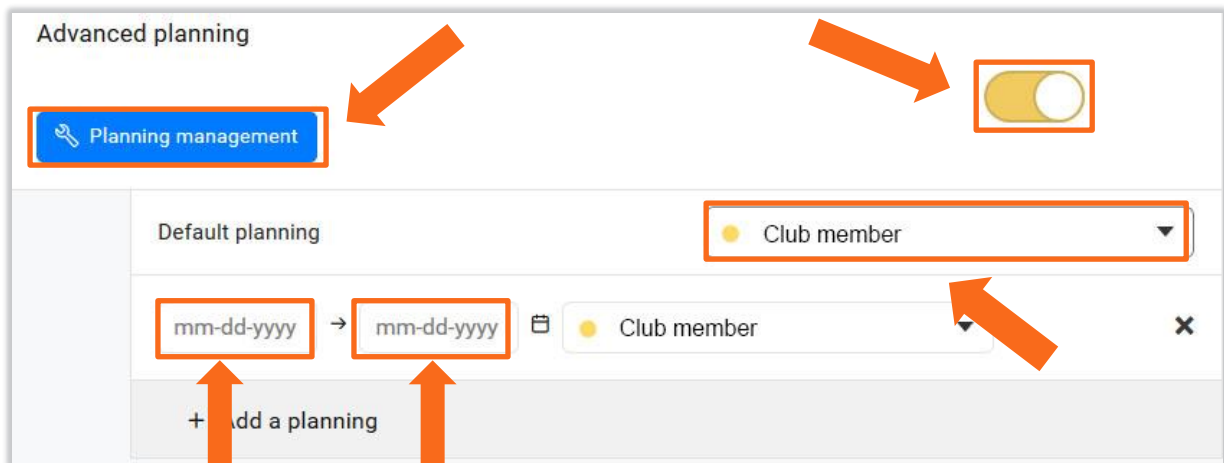 Advanced planning
Planning management
Default planning
Club member
mm-dd-yyyy → mm-dd-yyyy Club member
+ Add a planning